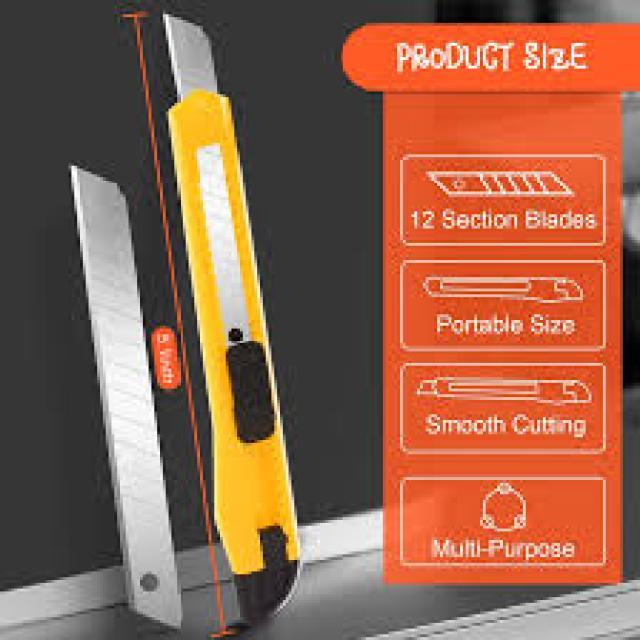 PRODUCT SIZE
12 Section Blades
Portable Size
Smooth Cutting
Multi-Purpose